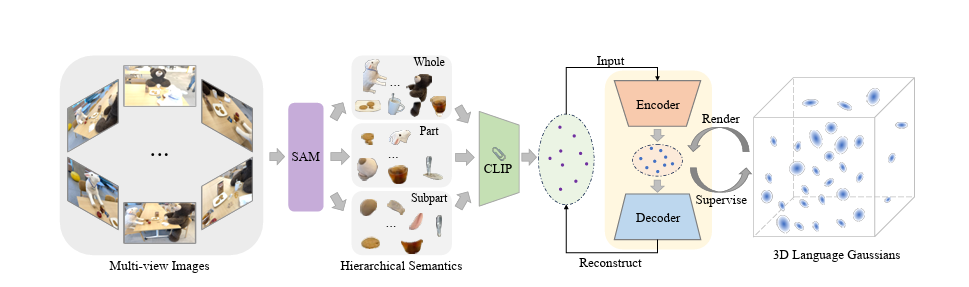 Multi-view Images
SAM
Whole
...
Part
...
Subpart
...
Hierarchical Semantics
CLIP
Input
Encoder
Decoder
Reconstruct
Render
Supervise
3D Language Gaussians
...